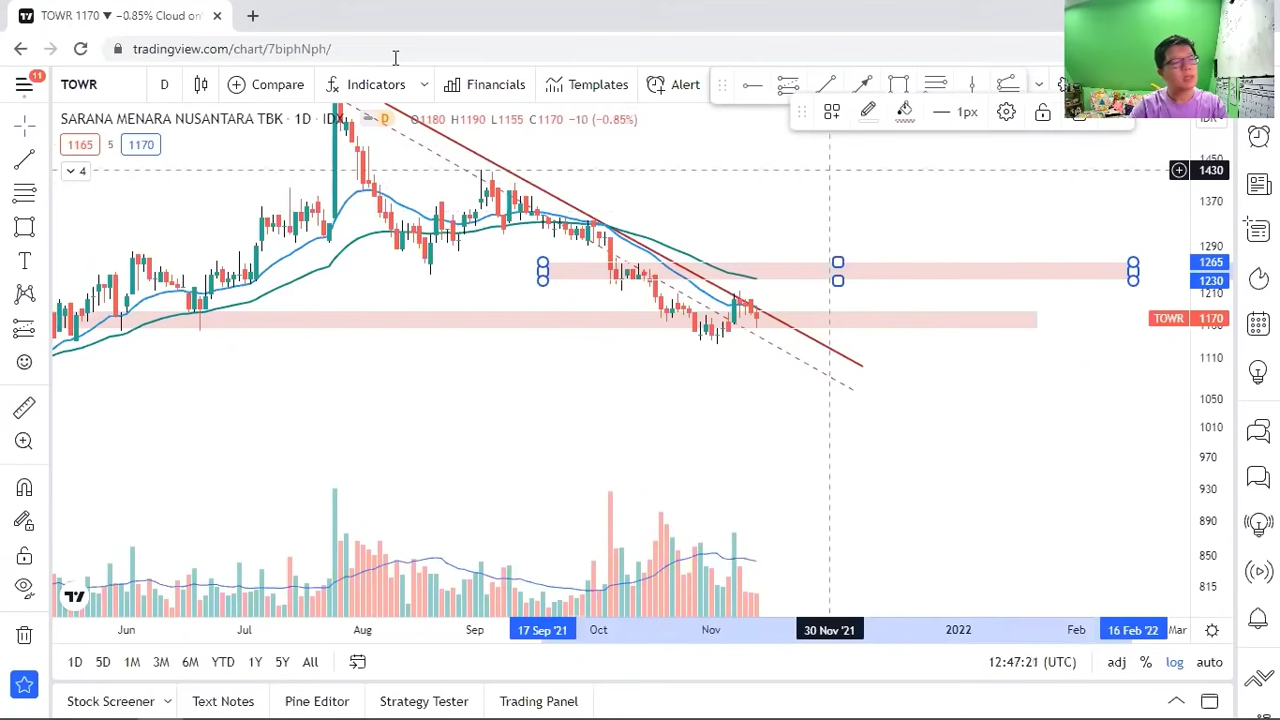 TOWR 1170 ▼ −0.85% Cloud on
tradingview.com/chart/7biphNph/
11
TOWR
D
Compare
Indicators
Financials
Templates
Alert
1px
SARANA MENARA NUSANTARA TBK · 1D · IDX
D
O1180 H1190 L1155 C1170 −10 (−0.85%)
1165
5
1170
4
1450
1430
1370
1290
1265
1230
1210
TOWR 1170
1110
1050
1010
970
930
890
850
815
Jun
Jul
Aug
Sep
17 Sep '21
Oct
Nov
30 Nov '21
2022
Feb
16 Feb '22
Mar
1D
5D
1M
3M
6M
YTD
1Y
5Y
All
12:47:21 (UTC)
adj
%
log
auto
Stock Screener
Text Notes
Pine Editor
Strategy Tester
Trading Panel